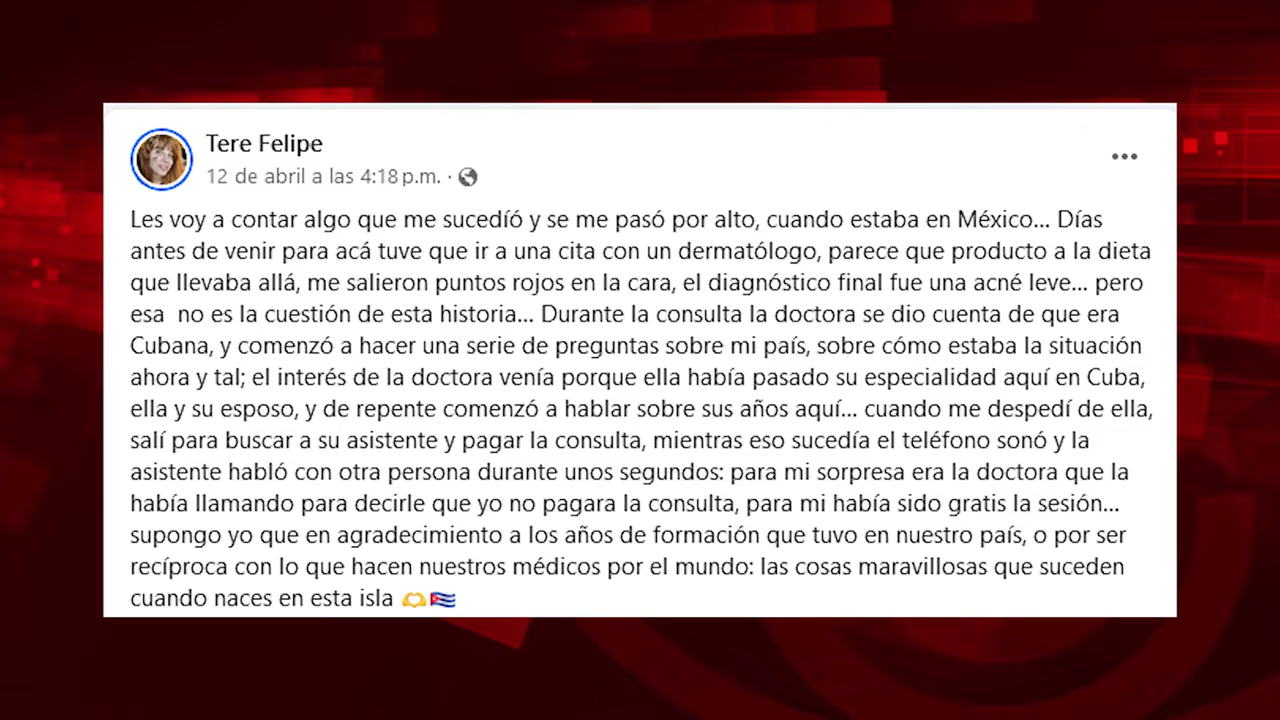 Tere Felipe
12 de abril a las 4:18 p.m. ·
Les voy a contar algo que me sucedíó y se me pasó por alto, cuando estaba en México... Días
antes de venir para acá tuve que ir a una cita con un dermatólogo, parece que producto a la dieta
que llevaba allá, me salieron puntos rojos en la cara, el diagnóstico final fue una acné leve... pero
esa  no es la cuestión de esta historia... Durante la consulta la doctora se dio cuenta de que era
Cubana, y comenzó a hacer una serie de preguntas sobre mi país, sobre cómo estaba la situación
ahora y tal; el interés de la doctora venía porque ella había pasado su especialidad aquí en Cuba,
ella y su esposo, y de repente comenzó a hablar sobre sus años aquí... cuando me despedí de ella,
salí para buscar a su asistente y pagar la consulta, mientras eso sucedía el teléfono sonó y la
asistente habló con otra persona durante unos segundos: para mi sorpresa era la doctora que la
había llamando para decirle que yo no pagara la consulta, para mi había sido gratis la sesión...
supongo yo que en agradecimiento a los años de formación que tuvo en nuestro país, o por ser
recíproca con lo que hacen nuestros médicos por el mundo: las cosas maravillosas que suceden
cuando naces en esta isla 🫶🇨🇺